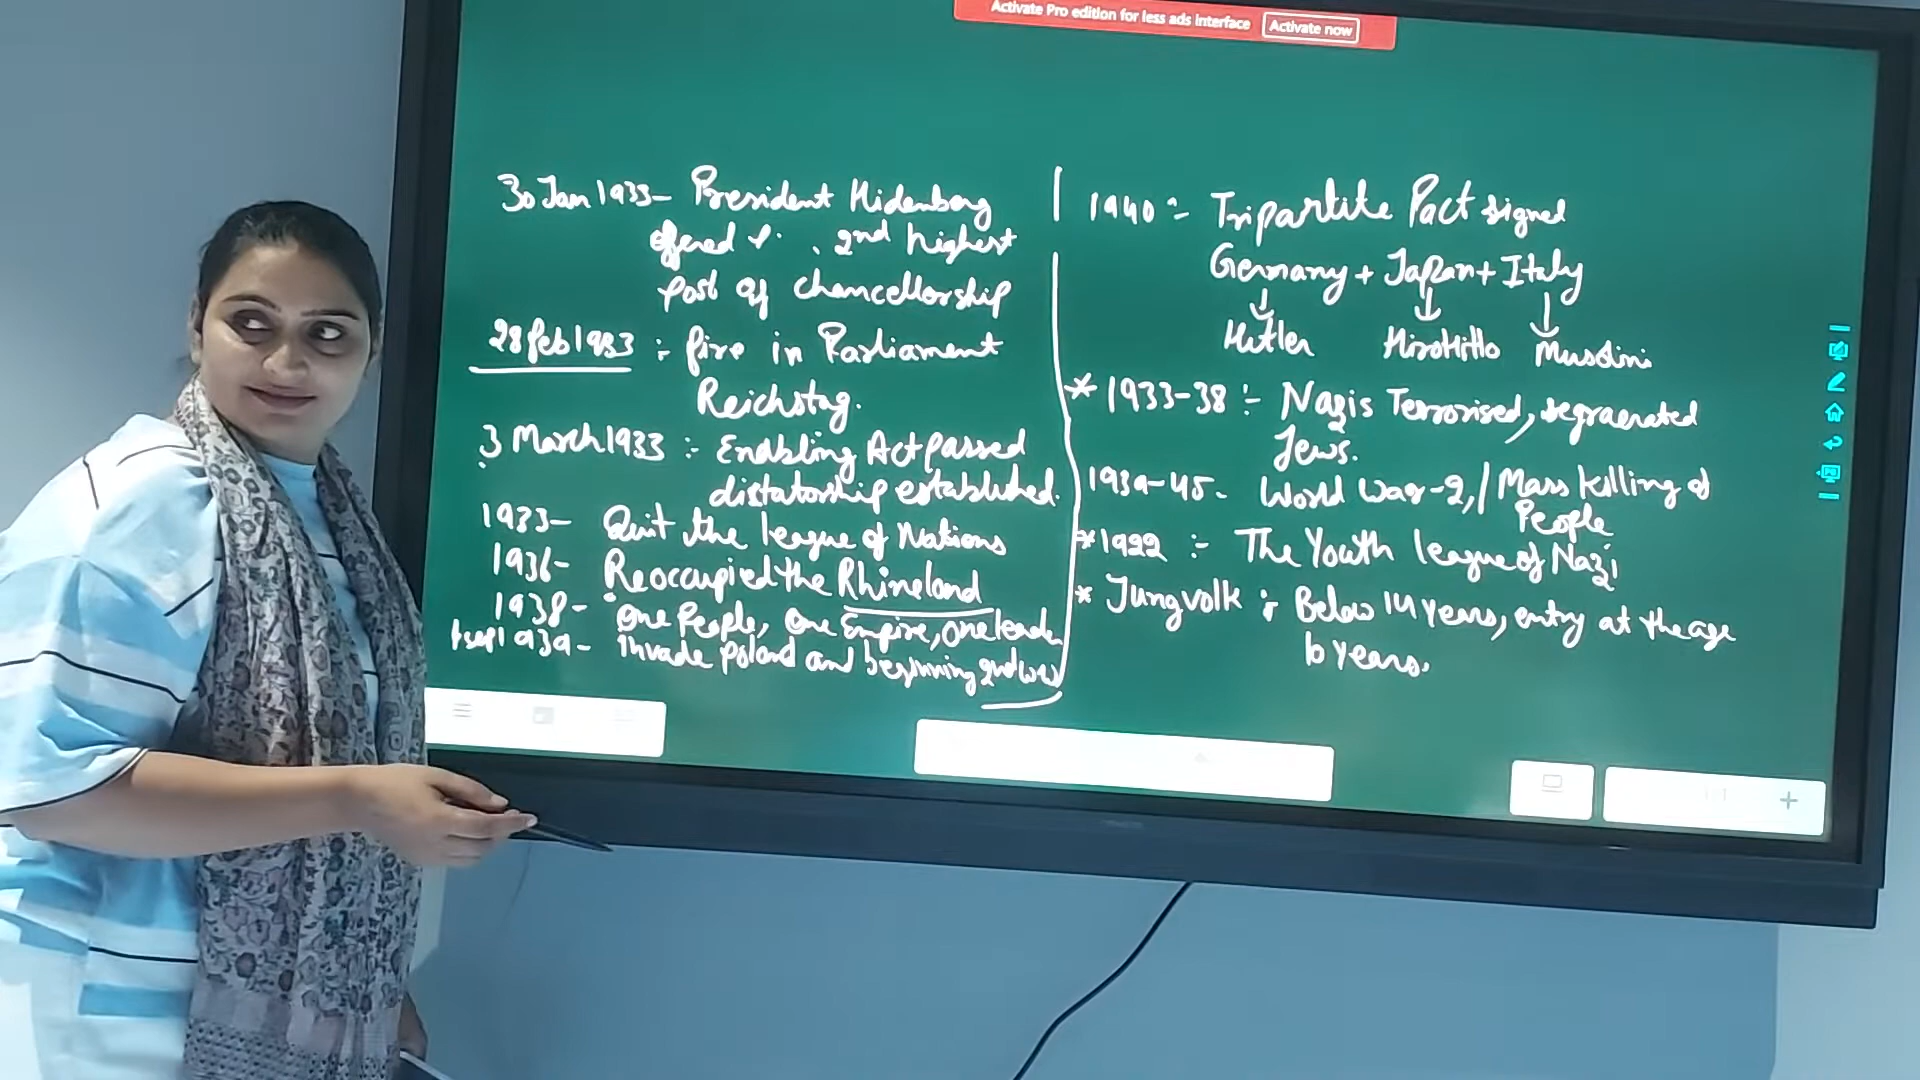 Activate Pro edition for less ads interface Activate now
30 Jan 1933- President Hidenberg
offered 2nd highest
post of chancellorship
28 feb 1933 :- fire in Parliament
Reichstag.
3 March 1933 :- Enabling Act passed
dictatorship established.
1933- Quit the league of Nations
1936- Reoccupied the Rhineland
1938- One People, One Empire, One leader
1 sep 1939- invade poland and beginning 2nd ww
1940 :- Tripartite Pact signed
Germany + Japan + Italy
Hitler HiroHito Musolini
* 1933-38 :- Nazis Terrorised, segraerated
Jews.
1939-45- World War-2, / Mass killing of
People
* 1922 :- The Youth league of Nazi
* Jungvolk :- Below 14 years, entry at the age
10 years.